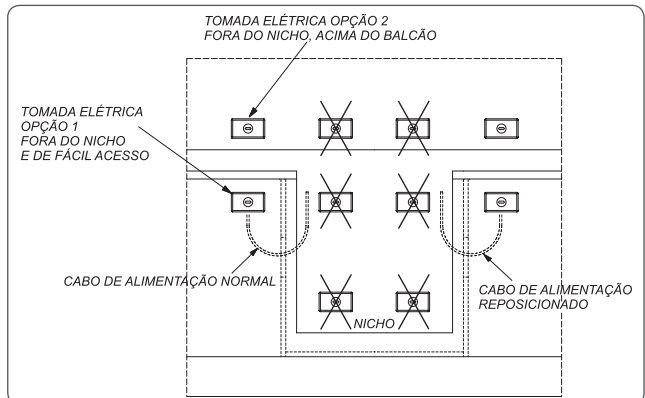 TOMADA ELÉTRICA OPÇÃO 2
FORA DO NICHO, ACIMA DO BALCÃO
TOMADA ELÉTRICA
OPÇÃO 1
FORA DO NICHO
E DE FÁCIL ACESSO
CABO DE ALIMENTAÇÃO NORMAL
CABO DE ALIMENTAÇÃO
REPOSICIONADO
NICHO